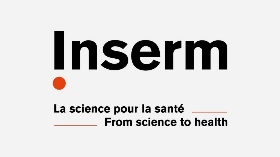 Inserm
La science pour la santé
From science to health